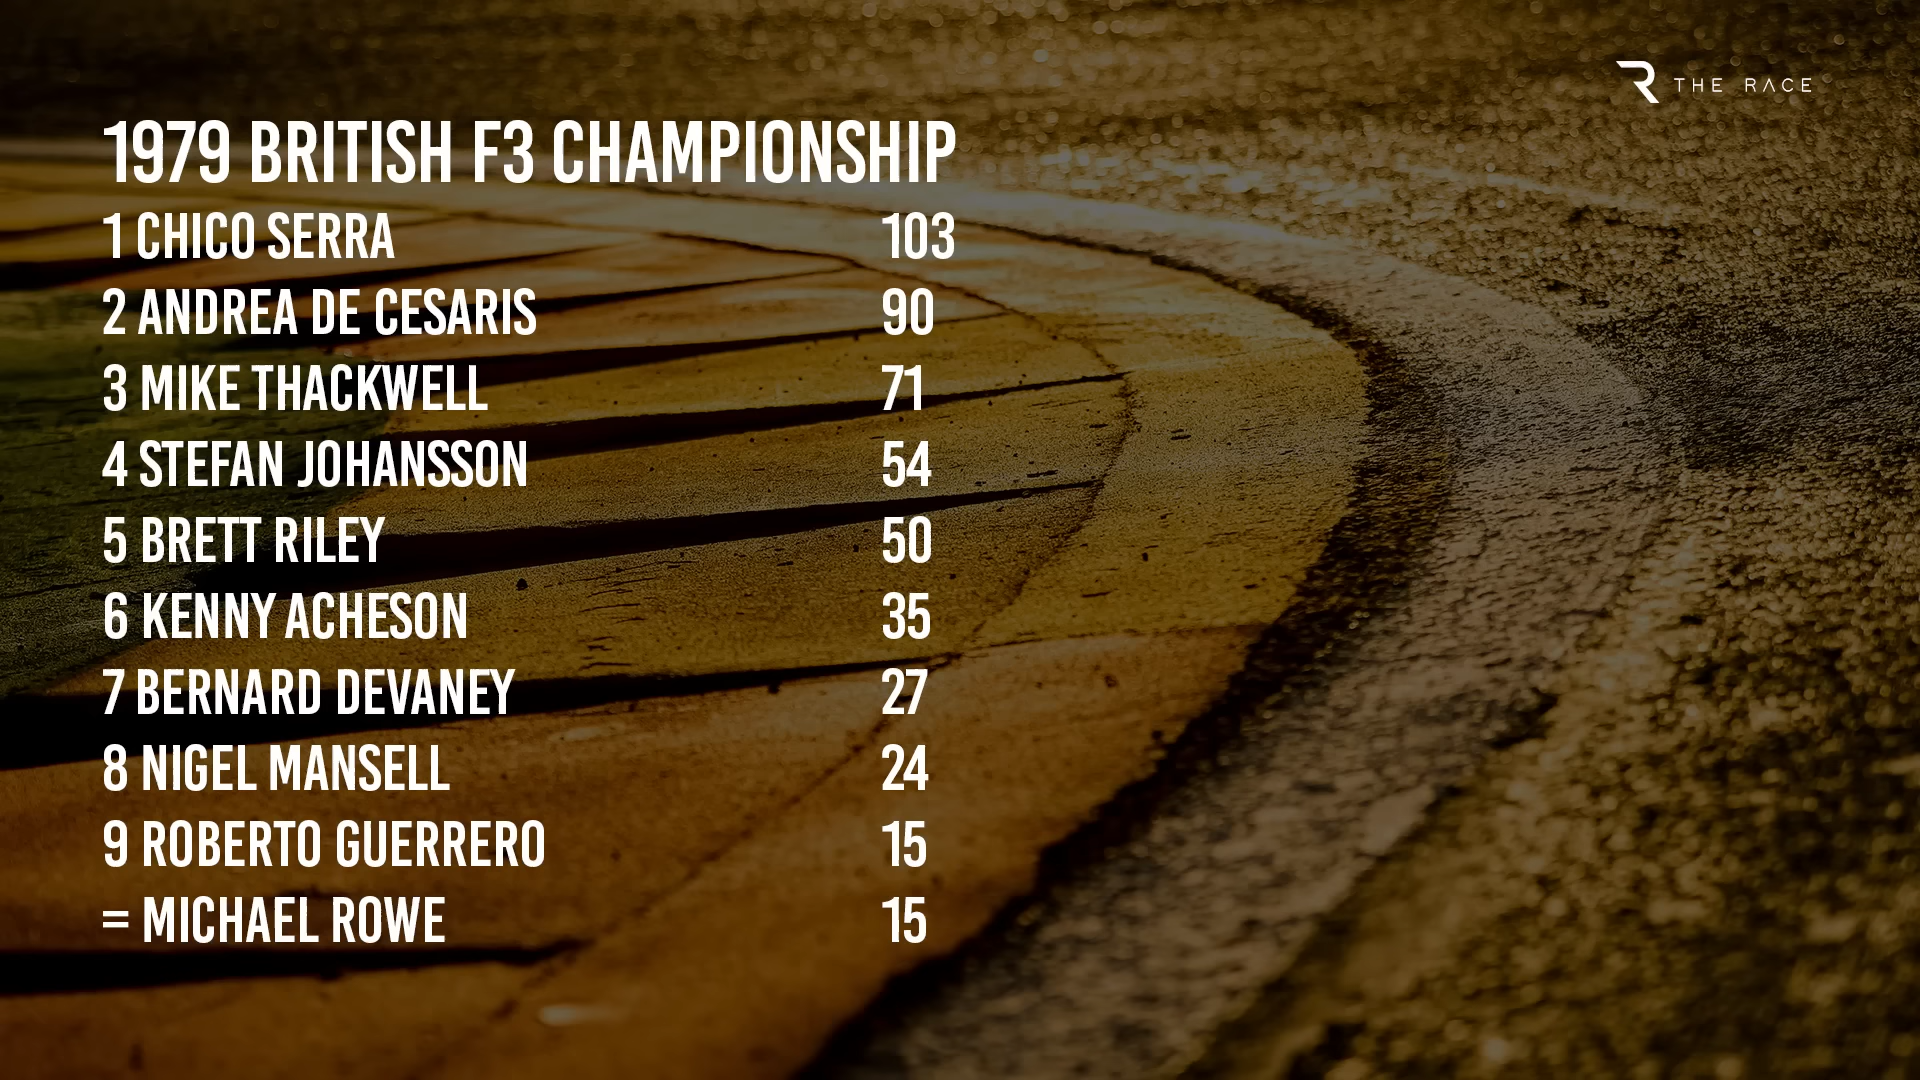 THE RACE
1979 BRITISH F3 CHAMPIONSHIP
1 CHICO SERRA 103
2 ANDREA DE CESARIS 90
3 MIKE THACKWELL 71
4 STEFAN JOHANSSON 54
5 BRETT RILEY 50
6 KENNY ACHESON 35
7 BERNARD DEVANEY 27
8 NIGEL MANSELL 24
9 ROBERTO GUERRERO 15
= MICHAEL ROWE 15